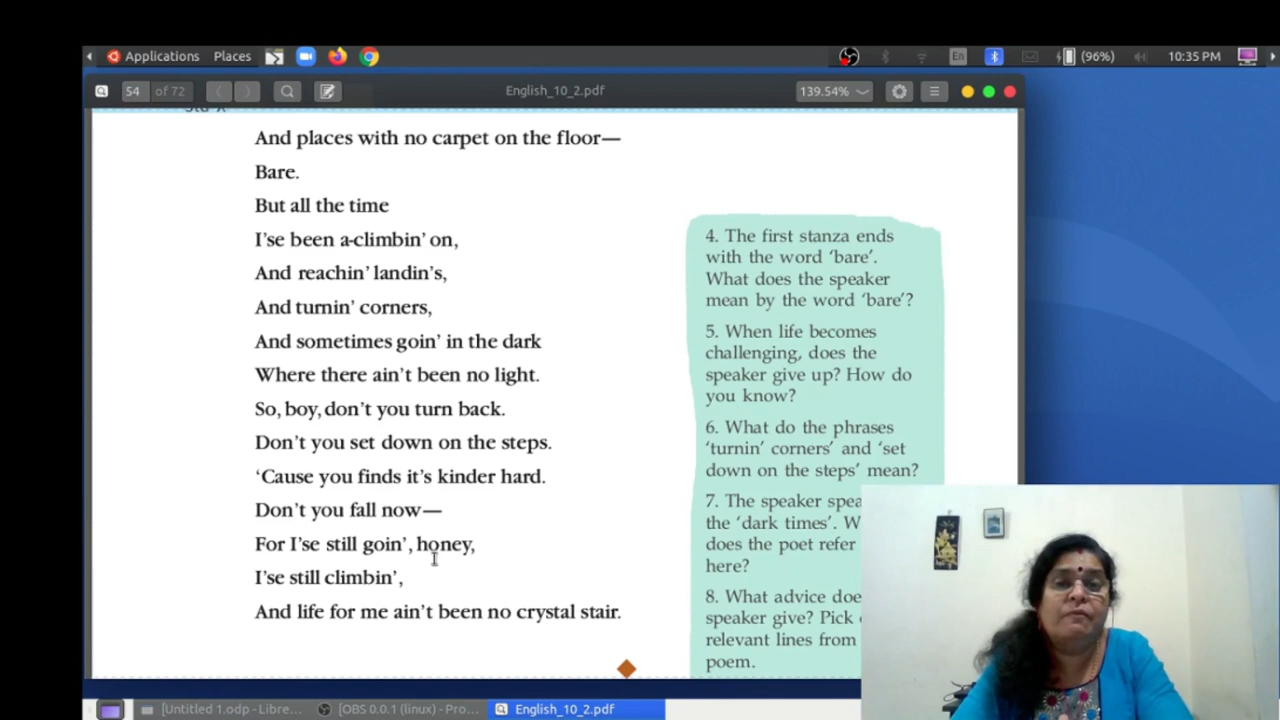 Applications Places
En (96%) 10:35 PM
54 of 72
English_10_2.pdf
139.54%
And places with no carpet on the floor—
Bare.
But all the time
I'se been a-climbin' on,
And reachin' landin's,
And turnin' corners,
And sometimes goin' in the dark
Where there ain't been no light.
So, boy, don't you turn back.
Don't you set down on the steps.
‘Cause you finds it's kinder hard.
Don't you fall now—
For I'se still goin', honey,
I'se still climbin',
And life for me ain't been no crystal stair.
4. The first stanza ends
with the word ‘bare’.
What does the speaker
mean by the word ‘bare’?
5. When life becomes
challenging, does the
speaker give up? How do
you know?
6. What do the phrases
‘turnin’ corners’ and ‘set
down on the steps’ mean?
7. The speaker spea
the ‘dark times’. W
does the poet refer
here?
8. What advice doe
speaker give? Pick
relevant lines from
poem.
[Untitled 1.odp - Libre...
[OBS 0.0.1 (linux) - Pro...
English_10_2.pdf